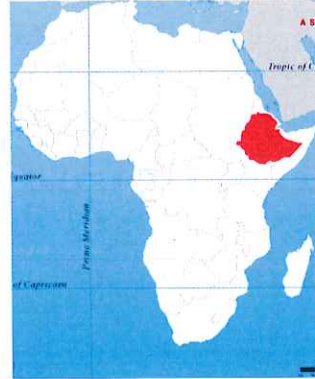 A S
Tropic of C
quator
Prime Meridian
of Capricorn